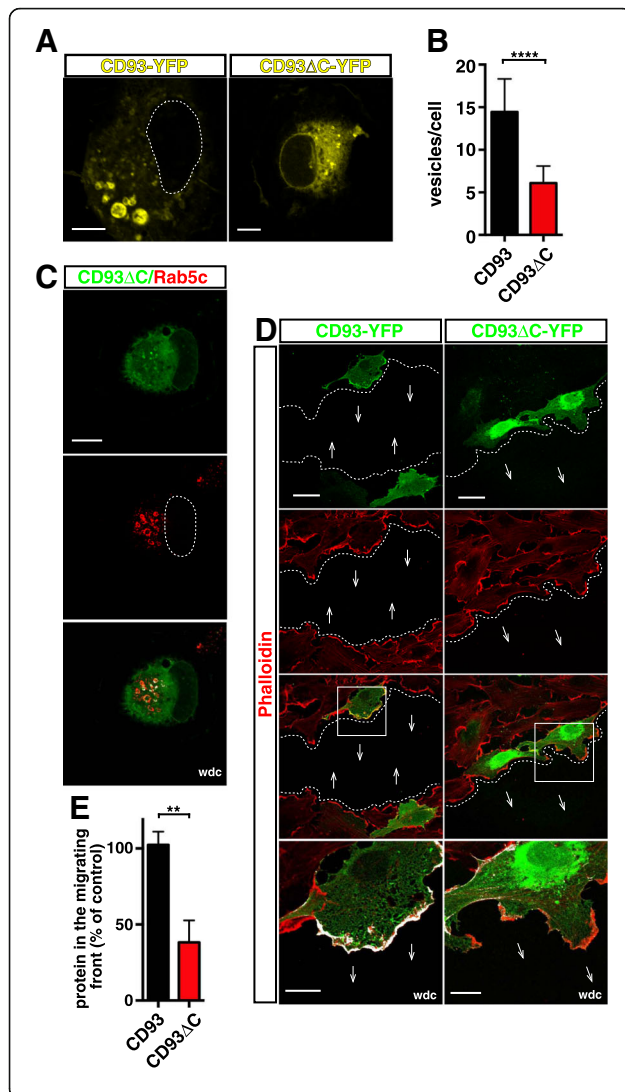 A
CD93-YFP
CD93ΔC-YFP
B
****
vesicles/cell
20
15
10
5
0
CD93
CD93ΔC
C
CD93ΔC/Rab5c
wdc
D
CD93-YFP
CD93ΔC-YFP
Phalloidin
wdc
wdc
E
**
protein in the migrating
front (% of control)
100
50
0
CD93
CD93ΔC